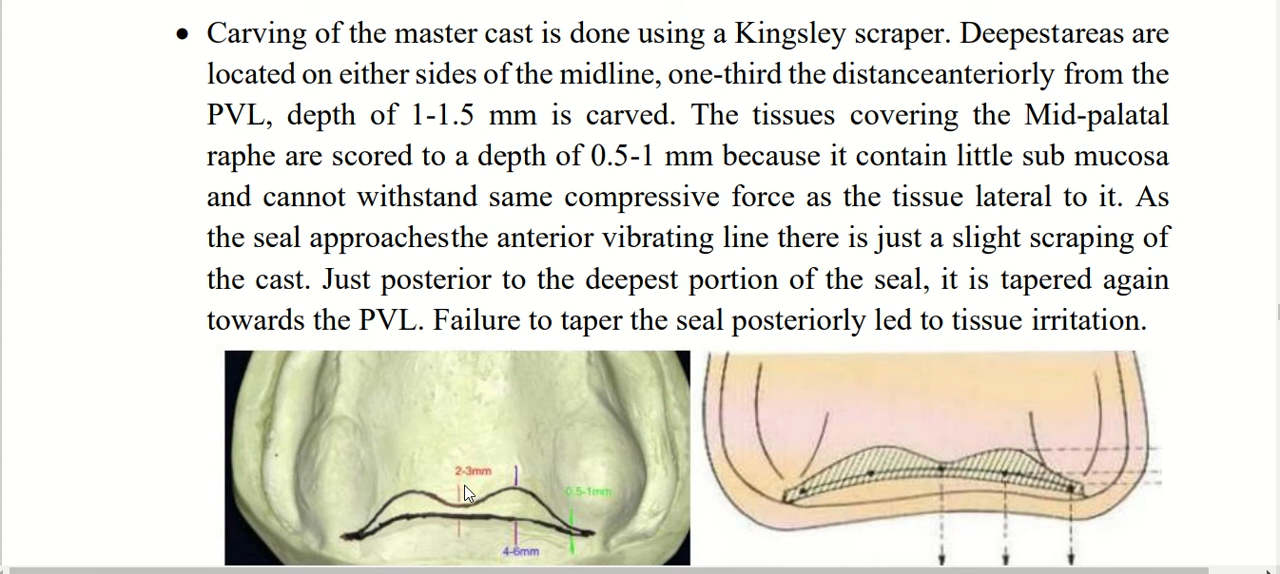 • Carving of the master cast is done using a Kingsley scraper. Deepestareas are
located on either sides of the midline, one-third the distanceanteriorly from the
PVL, depth of 1-1.5 mm is carved. The tissues covering the Mid-palatal
raphe are scored to a depth of 0.5-1 mm because it contain little sub mucosa
and cannot withstand same compressive force as the tissue lateral to it. As
the seal approachesthe anterior vibrating line there is just a slight scraping of
the cast. Just posterior to the deepest portion of the seal, it is tapered again
towards the PVL. Failure to taper the seal posteriorly led to tissue irritation.
2-3mm
0.5-1mm
4-6mm